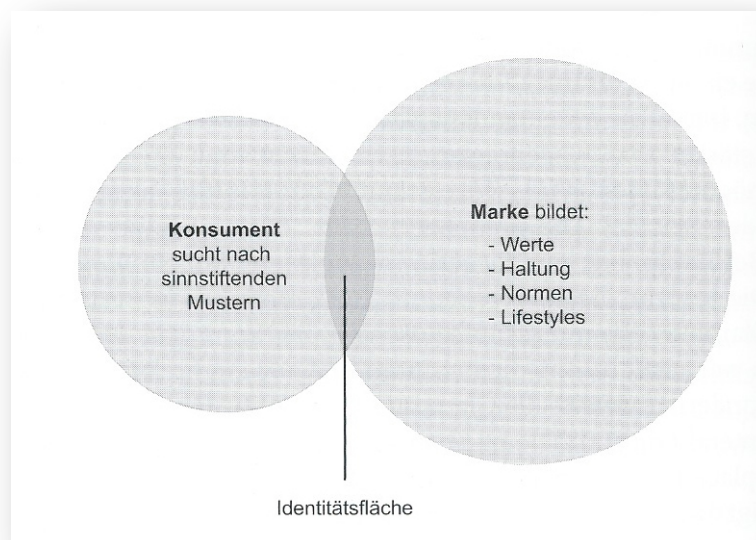 Konsument
sucht nach
sinnstiftenden
Mustern
Marke bildet:
- Werte
- Haltung
- Normen
- Lifestyles
Identitätsfläche